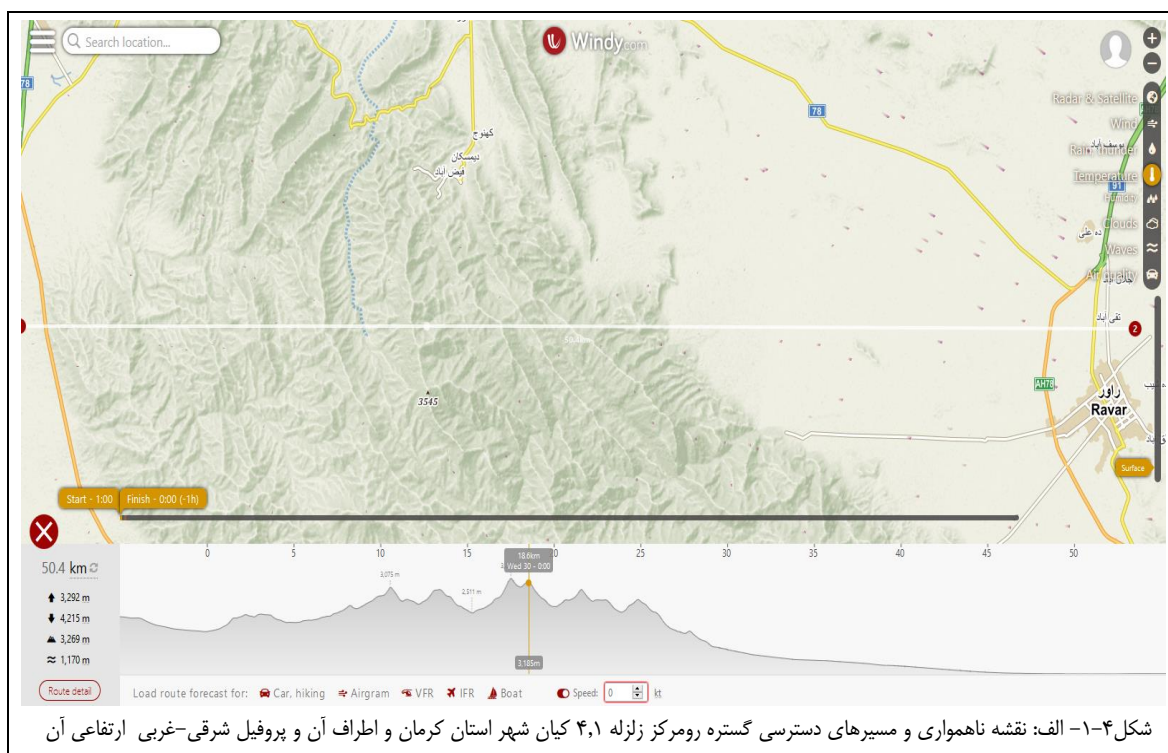 Search location...
Windy.com
78
78
Radar & Satellite
Wind
Rain, thunder
یوسف آباد
Temperature
91
Humidity
ده علی
Clouds
Waves
Air quality
کهنوج
دیمسکان
فیض آباد
تقی آباد
2
3545
AH78
راور
Ravar
Surface
Start - 1:00
Finish - 0:00 (-1h)
0
5
10
15
20
25
30
35
40
45
50
50.4 km
3,292 m
4,215 m
3,269 m
1,170 m
Route detail
3,075 m
2,511 m
18.6km
Wed 30 - 0:00
3,185m
Load route forecast for: Car, hiking Airgram VFR IFR Boat Speed: 0 kt
شکل۴-۱- الف: نقشه ناهمواری و مسیرهای دسترسی گستره رومرکز زلزله ۴,۱ کیان شهر استان کرمان و اطراف آن و پروفیل شرقی-غربی ارتفاعی آن